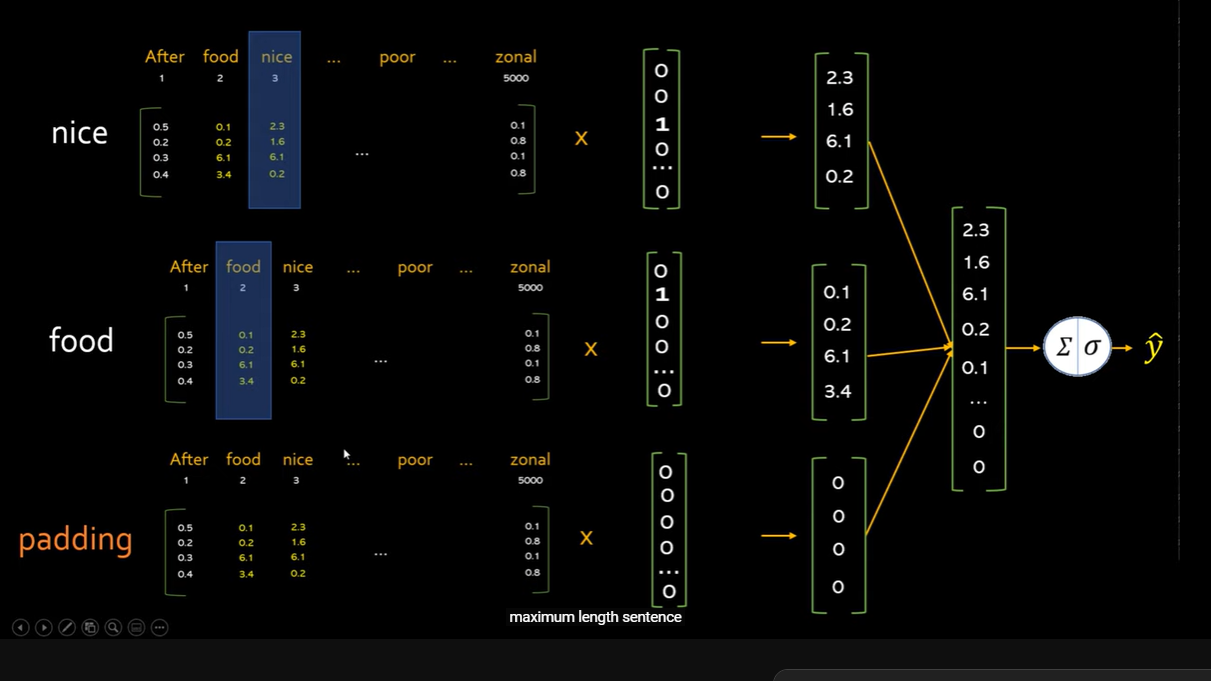 After food nice ... poor ... zonal
1 2 3 5000
nice
0.5 0.1 2.3 0.1
0.2 0.2 1.6 0.8
0.3 6.1 6.1 0.1
0.4 3.4 0.2 0.8
...
X
0
0
1
0
...
0
2.3
1.6
6.1
0.2
After food nice ... poor ... zonal
1 2 3 5000
food
0.5 0.1 2.3 0.1
0.2 0.2 1.6 0.8
0.3 6.1 6.1 0.1
0.4 3.4 0.2 0.8
...
X
0
1
0
0
...
0
0.1
0.2
6.1
3.4
After food nice ... poor ... zonal
1 2 3 5000
padding
0.5 0.1 2.3 0.1
0.2 0.2 1.6 0.8
0.3 6.1 6.1 0.1
0.4 3.4 0.2 0.8
...
X
0
0
0
0
...
0
0
0
0
0
2.3
1.6
6.1
0.2
0.1
...
0
0
Σ σ
ŷ
maximum length sentence